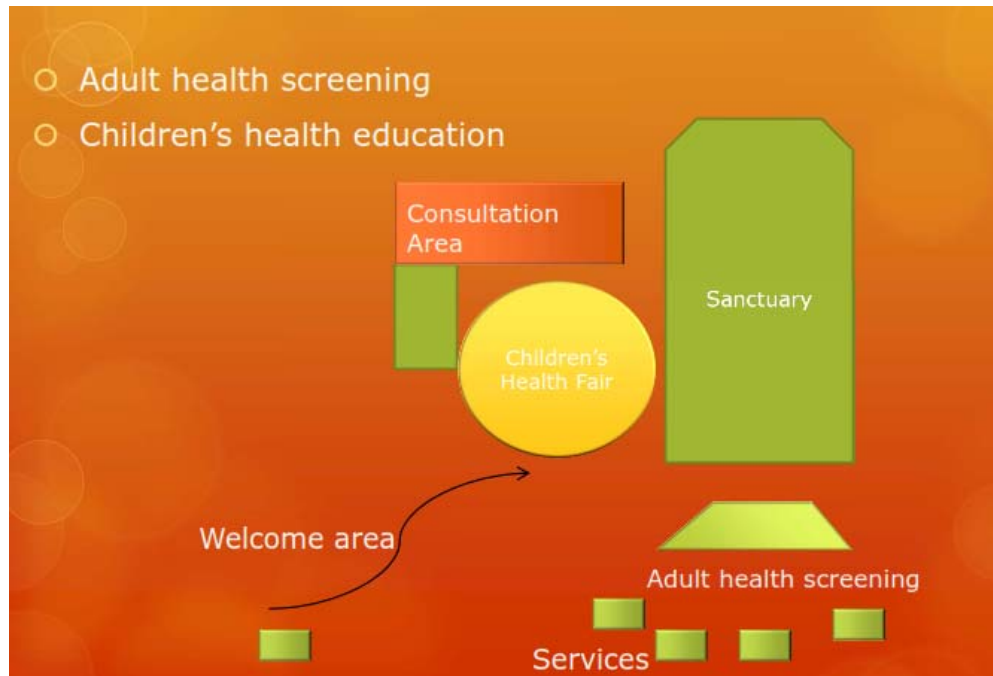 Adult health screening
Children's health education
Consultation
Area
Sanctuary
Children's
Health Fair
Welcome area
Adult health screening
Services